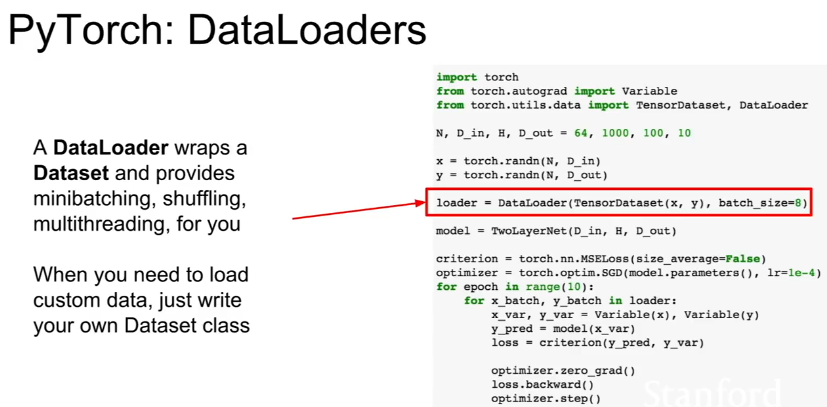 PyTorch: DataLoaders
A DataLoader wraps a
Dataset and provides
minibatching, shuffling,
multithreading, for you
When you need to load
custom data, just write
your own Dataset class
import torch
from torch.autograd import Variable
from torch.utils.data import TensorDataset, DataLoader
N, D_in, H, D_out = 64, 1000, 100, 10
x = torch.randn(N, D_in)
y = torch.randn(N, D_out)
loader = DataLoader(TensorDataset(x, y), batch_size=8)
model = TwoLayerNet(D_in, H, D_out)
criterion = torch.nn.MSELoss(size_average=False)
optimizer = torch.optim.SGD(model.parameters(), lr=1e-4)
for epoch in range(10):
    for x_batch, y_batch in loader:
        x_var, y_var = Variable(x), Variable(y)
        y_pred = model(x_var)
        loss = criterion(y_pred, y_var)
        optimizer.zero_grad()
        loss.backward()
        optimizer.step()
Stanford